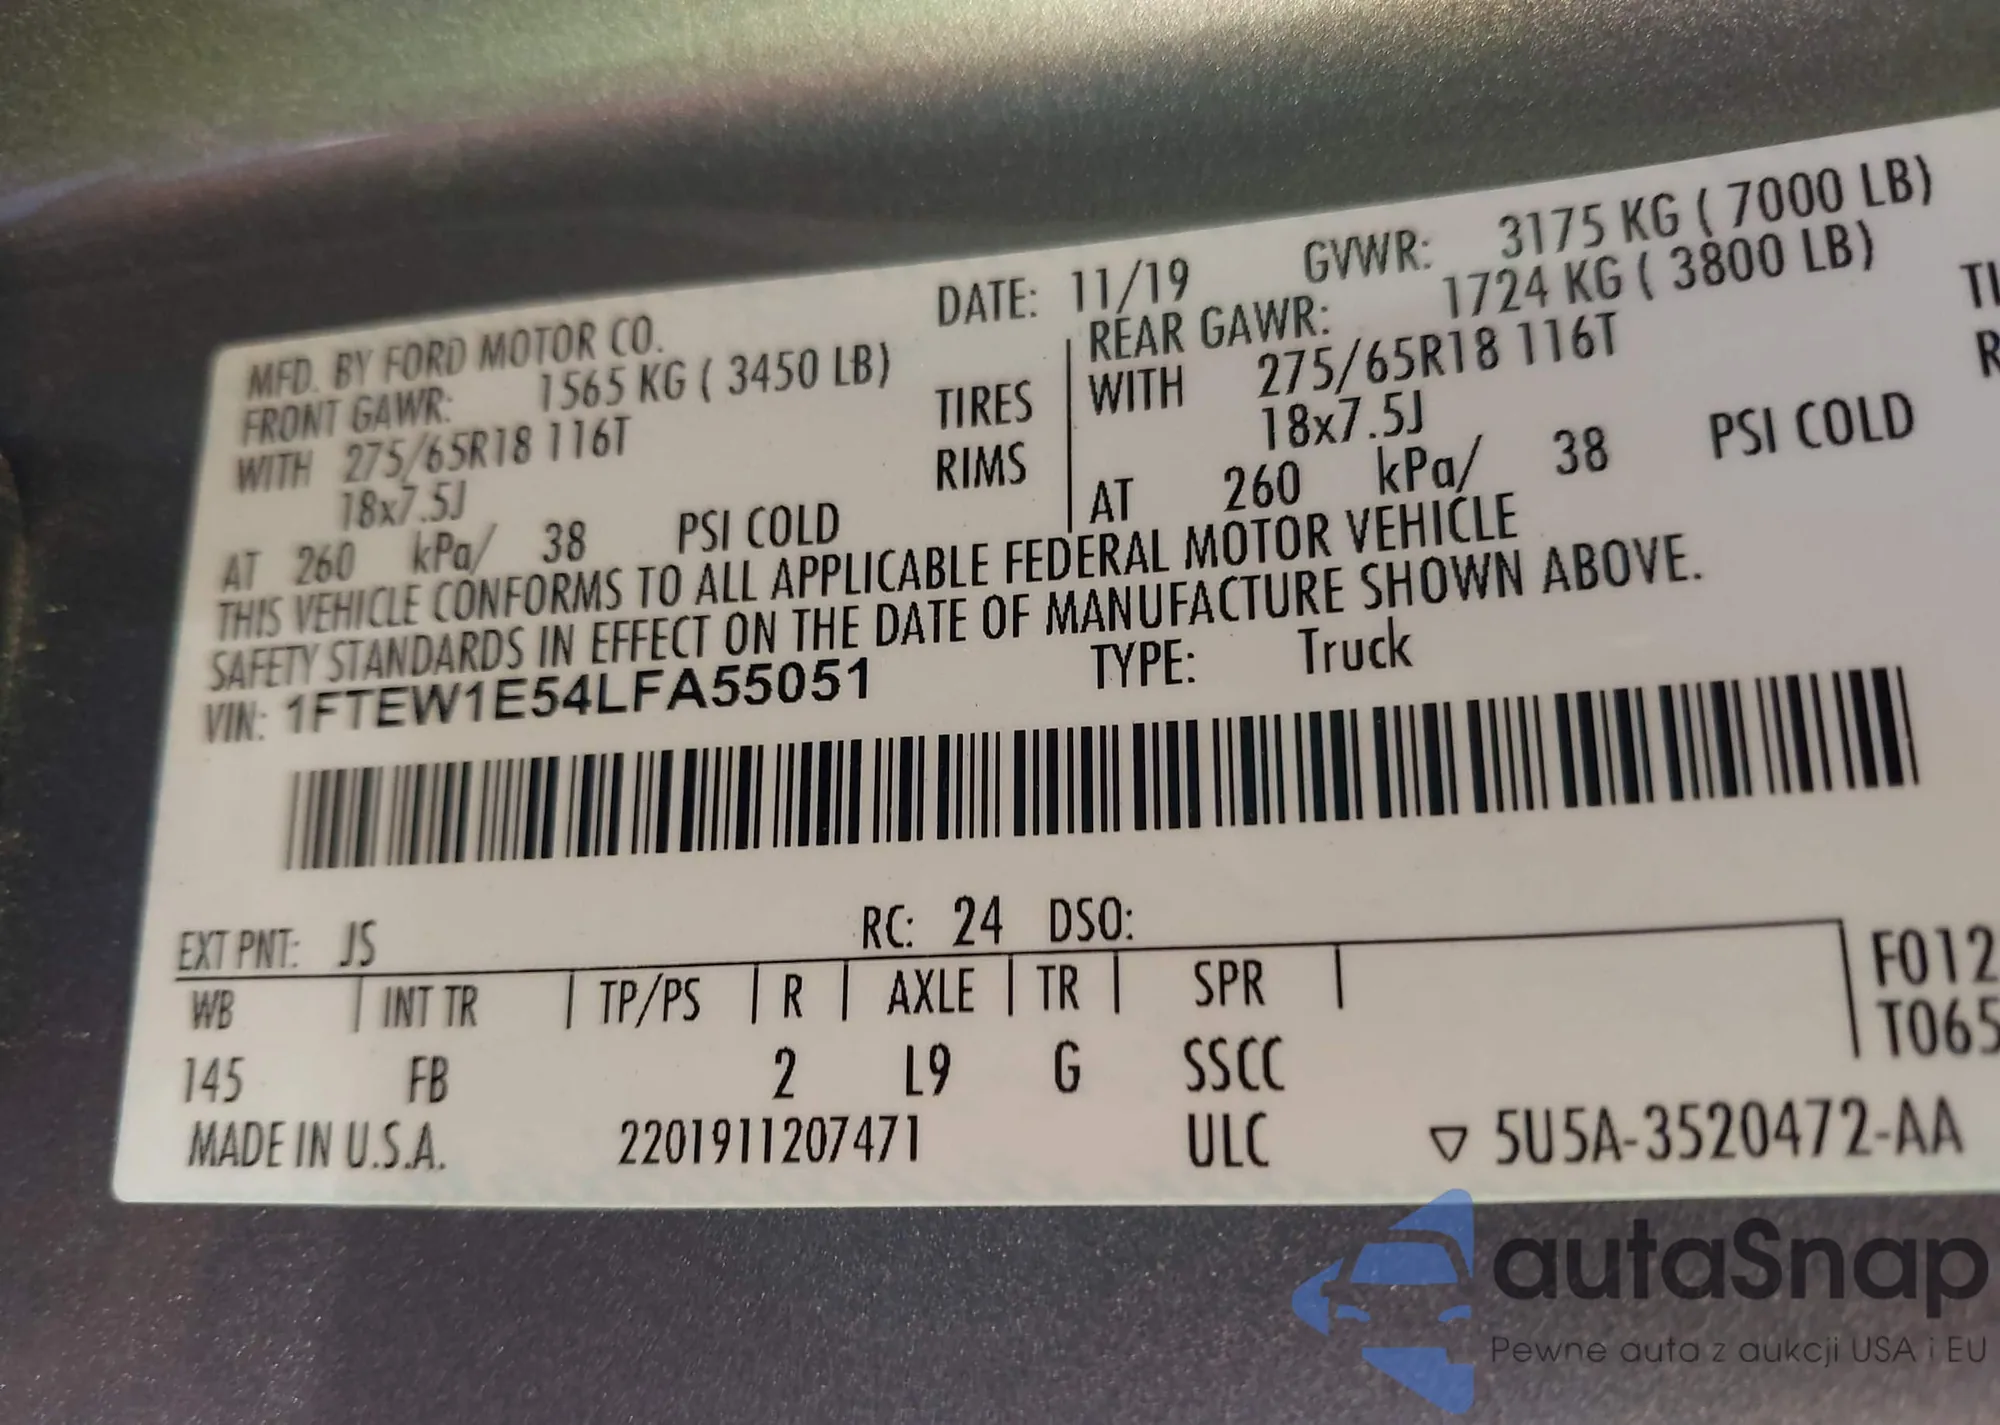 MFD. BY FORD MOTOR CO. DATE: 11/19 GVWR: 3175 KG ( 7000 LB)
FRONT GAWR: 1565 KG ( 3450 LB) REAR GAWR: 1724 KG ( 3800 LB)
WITH 275/65R18 116T TIRES WITH 275/65R18 116T TI
18x7.5J RIMS 18x7.5J R
AT 260 kPa/ 38 PSI COLD AT 260 kPa/ 38 PSI COLD
THIS VEHICLE CONFORMS TO ALL APPLICABLE FEDERAL MOTOR VEHICLE
SAFETY STANDARDS IN EFFECT ON THE DATE OF MANUFACTURE SHOWN ABOVE.
VIN: 1FTEW1E54LFA55051 TYPE: Truck
EXT PNT: JS RC: 24 DSO:
WB INT TR TP/PS R AXLE TR SPR F012
T065
145 FB 2 L9 G SSCC
MADE IN U.S.A. 2201911207471 ULC ▽ 5U5A-3520472-AA
autaSnap
Pewne auta z aukcji USA i EU